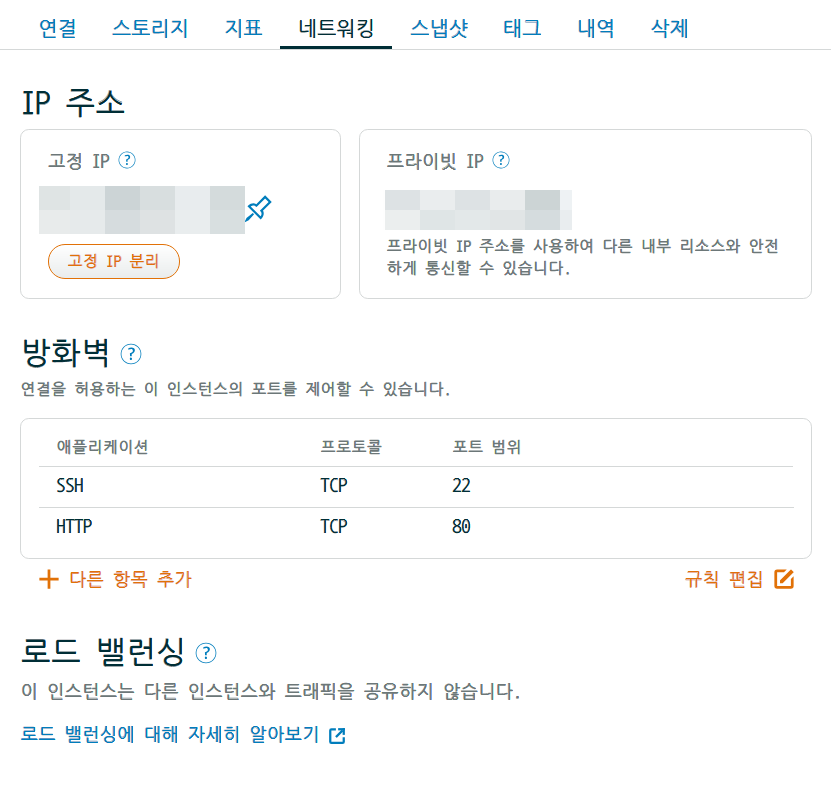 연결 스토리지 지표 네트워킹 스냅샷 태그 내역 삭제
IP 주소
고정 IP ?
고정 IP 분리
프라이빗 IP ?
프라이빗 IP 주소를 사용하여 다른 내부 리소스와 안전
하게 통신할 수 있습니다.
방화벽 ?
연결을 허용하는 이 인스턴스의 포트를 제어할 수 있습니다.
애플리케이션 프로토콜 포트 범위
SSH TCP 22
HTTP TCP 80
+ 다른 항목 추가 규칙 편집
로드 밸런싱 ?
이 인스턴스는 다른 인스턴스와 트래픽을 공유하지 않습니다.
로드 밸런싱에 대해 자세히 알아보기